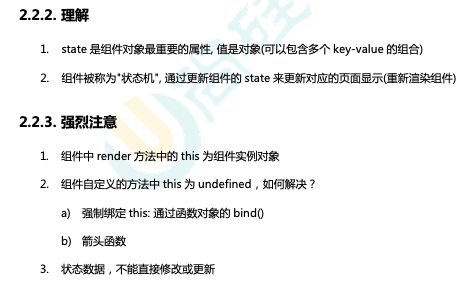 2.2.2. 理解
1. state 是组件对象最重要的属性, 值是对象(可以包含多个 key-value 的组合)
2. 组件被称为"状态机", 通过更新组件的 state 来更新对应的页面显示(重新渲染组件)
2.2.3. 强烈注意
1. 组件中 render 方法中的 this 为组件实例对象
2. 组件自定义的方法中 this 为 undefined，如何解决？
a) 强制绑定 this: 通过函数对象的 bind()
b) 箭头函数
3. 状态数据，不能直接修改或更新